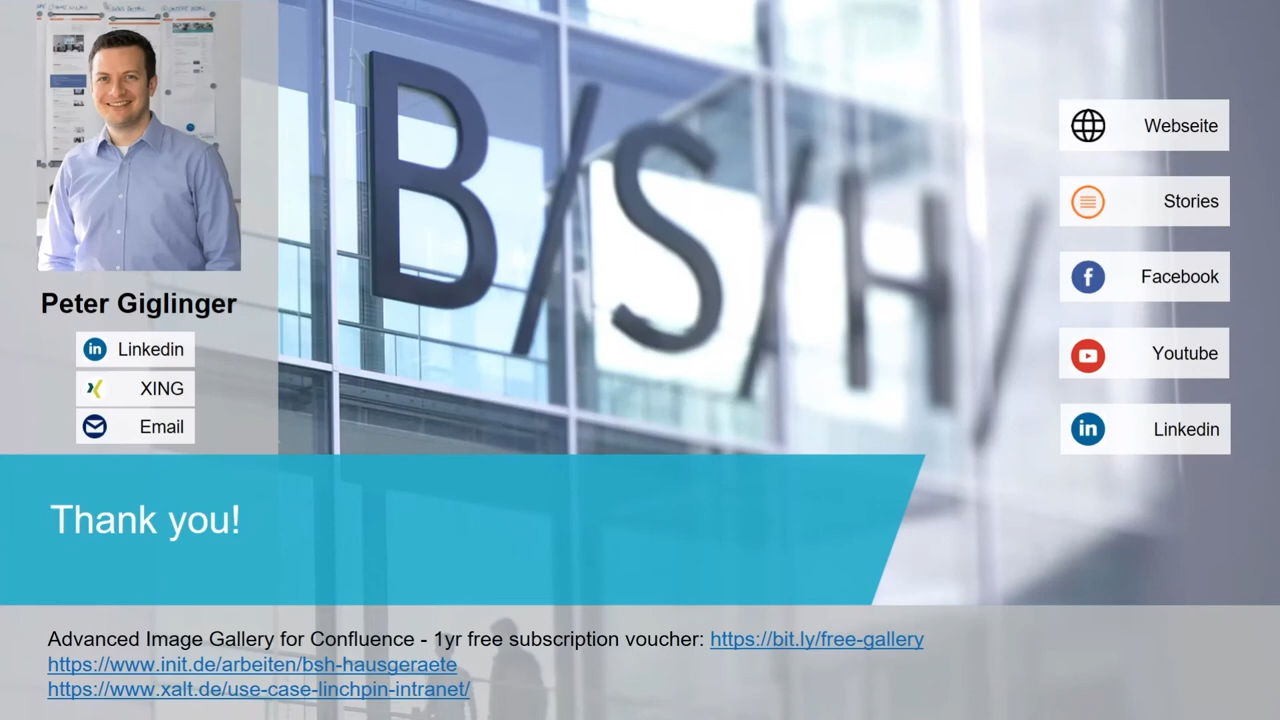 B/S/H/
Peter Giglinger
Linkedin
XING
Email
Webseite
Stories
Facebook
Youtube
Linkedin
Thank you!
Advanced Image Gallery for Confluence - 1yr free subscription voucher: https://bit.ly/free-gallery
https://www.init.de/arbeiten/bsh-hausgeraete
https://www.xalt.de/use-case-linchpin-intranet/